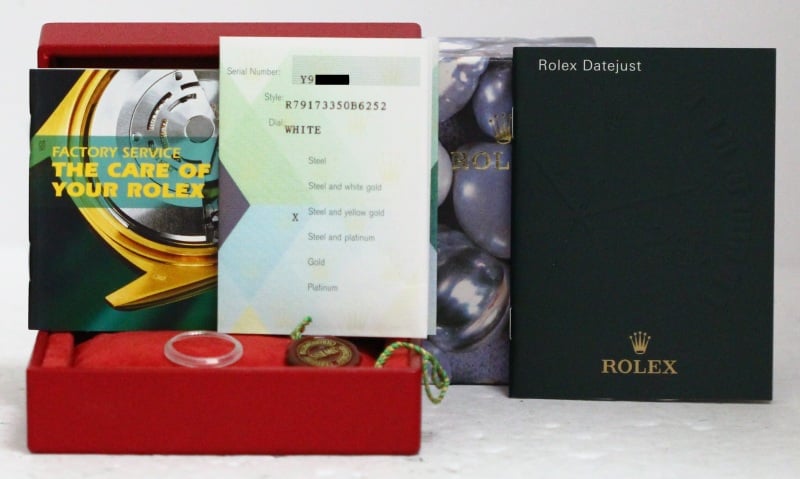 FACTORY SERVICE
THE CARE OF
YOUR ROLEX
Serial Number: Y9
Style: R79173350B6252
Dial: WHITE
Steel
Steel and white gold
X Steel and yellow gold
Steel and platinum
Gold
Platinum
ROL
Rolex Datejust
ROLEX